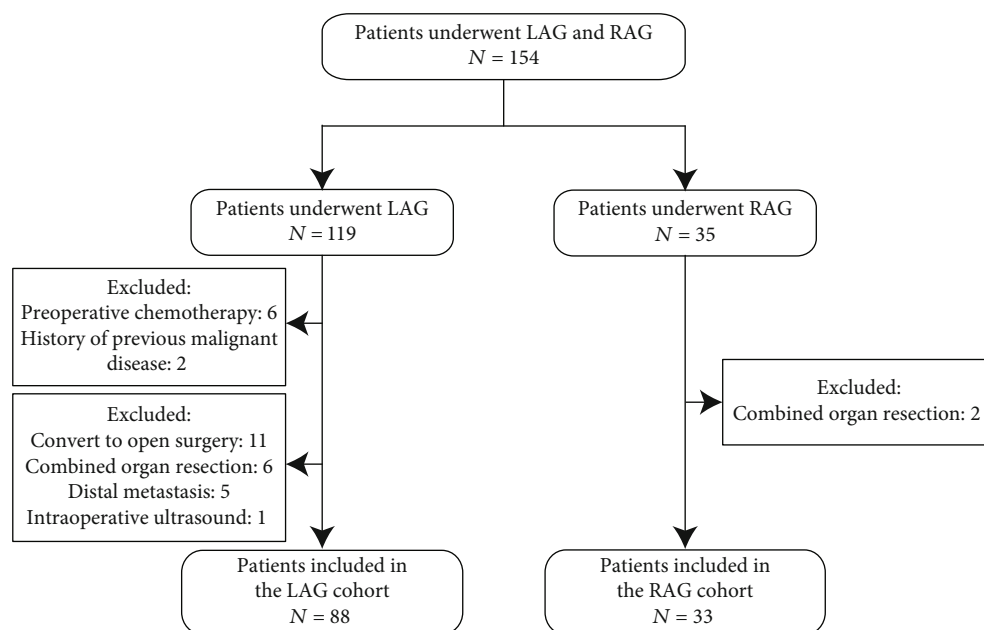 Patients underwent LAG and RAG
N = 154
Patients underwent LAG
N = 119
Patients underwent RAG
N = 35
Excluded:
Preoperative chemotherapy: 6
History of previous malignant
disease: 2
Excluded:
Combined organ resection: 2
Excluded:
Convert to open surgery: 11
Combined organ resection: 6
Distal metastasis: 5
Intraoperative ultrasound: 1
Patients included in
the LAG cohort
N = 88
Patients included in
the RAG cohort
N = 33